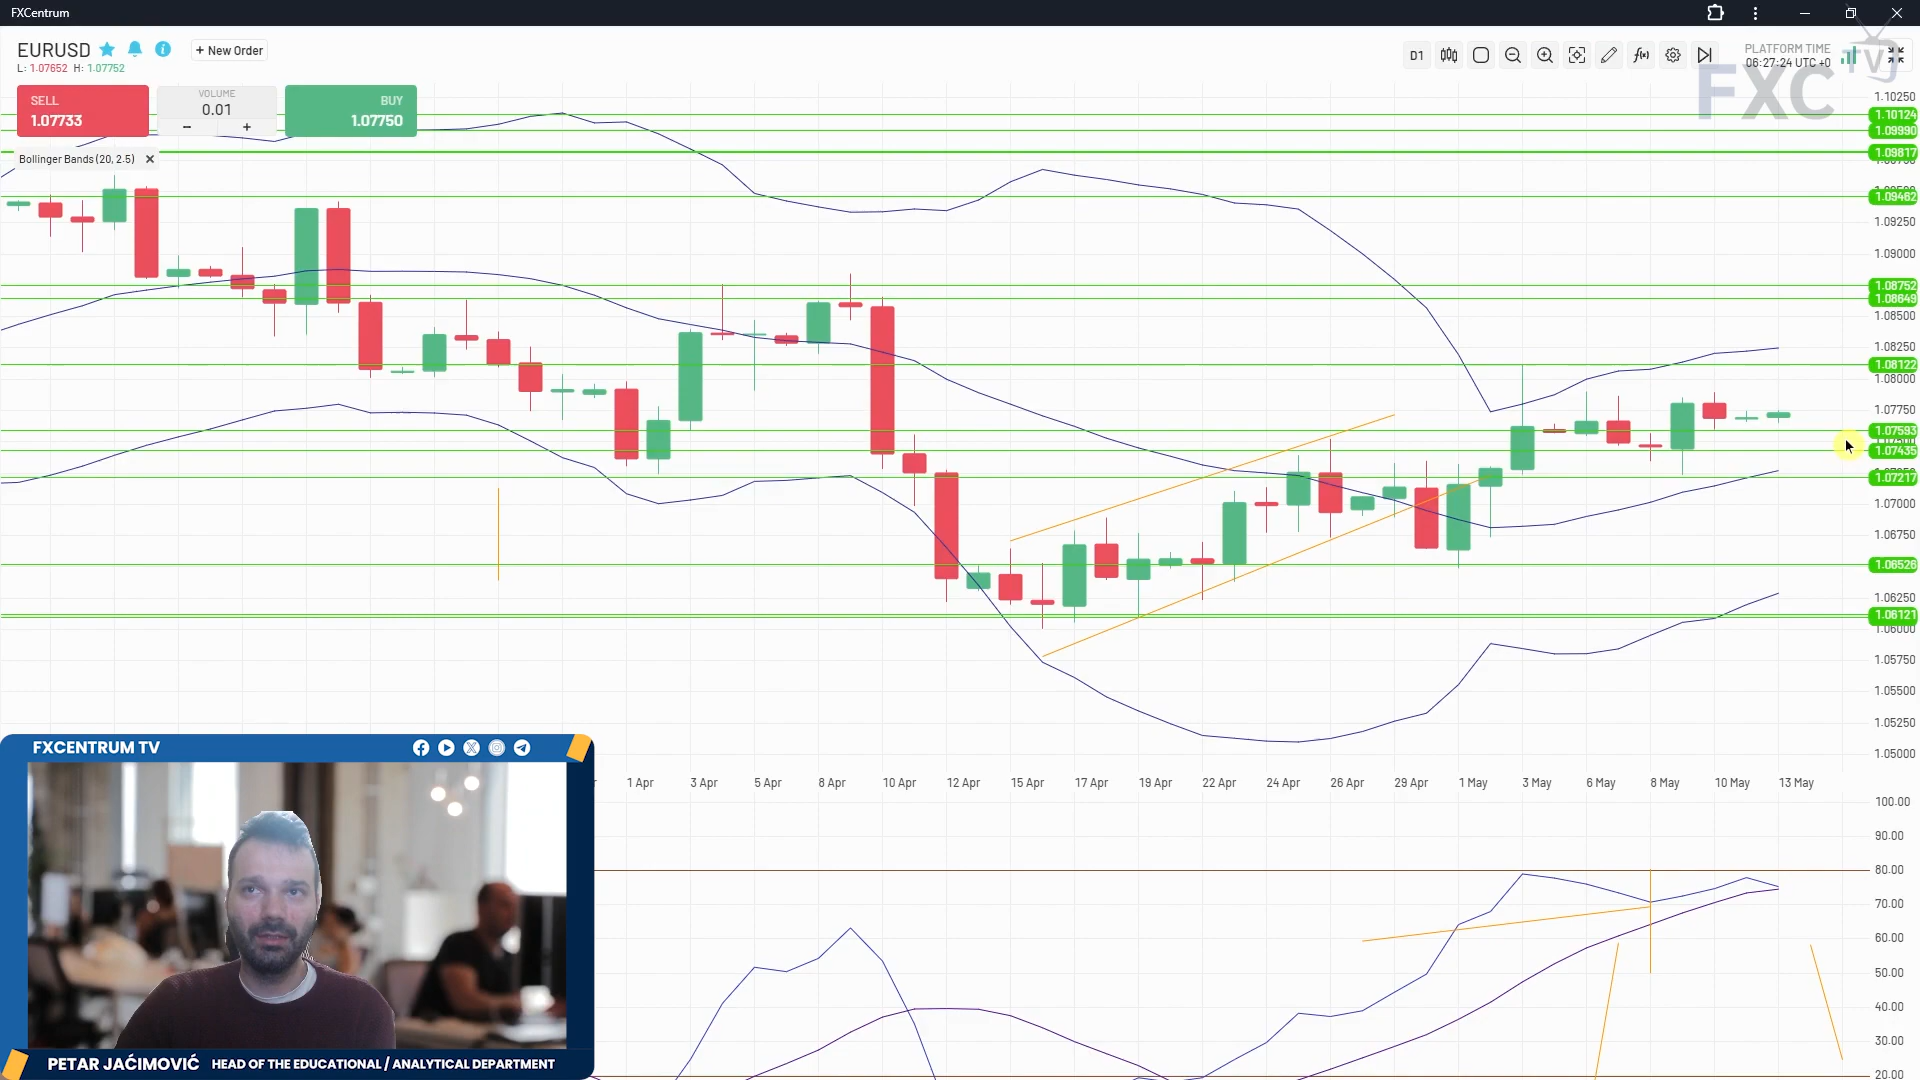 FXCentrum
EURUSD
+ New Order
L: 1.07652 H: 1.07752
D1
PLATFORM TIME
06:27:24 UTC +0
FXC
TV
SELL
1.07733
VOLUME
0.01
- +
BUY
1.07750
Bollinger Bands (20, 2.5)
1.10250
1.10124
1.09990
1.09817
1.09462
1.09250
1.09000
1.08752
1.08649
1.08500
1.08250
1.08122
1.08000
1.07750
1.07593
1.07435
1.07217
1.07000
1.06750
1.06526
1.06250
1.06121
1.06000
1.05750
1.05500
1.05250
1.05000
1 Apr
3 Apr
5 Apr
8 Apr
10 Apr
12 Apr
15 Apr
17 Apr
19 Apr
22 Apr
24 Apr
26 Apr
29 Apr
1 May
3 May
6 May
8 May
10 May
13 May
100.00
90.00
80.00
70.00
60.00
50.00
40.00
30.00
20.00
FXCENTRUM TV
PETAR JAĆIMOVIĆ HEAD OF THE EDUCATIONAL / ANALYTICAL DEPARTMENT